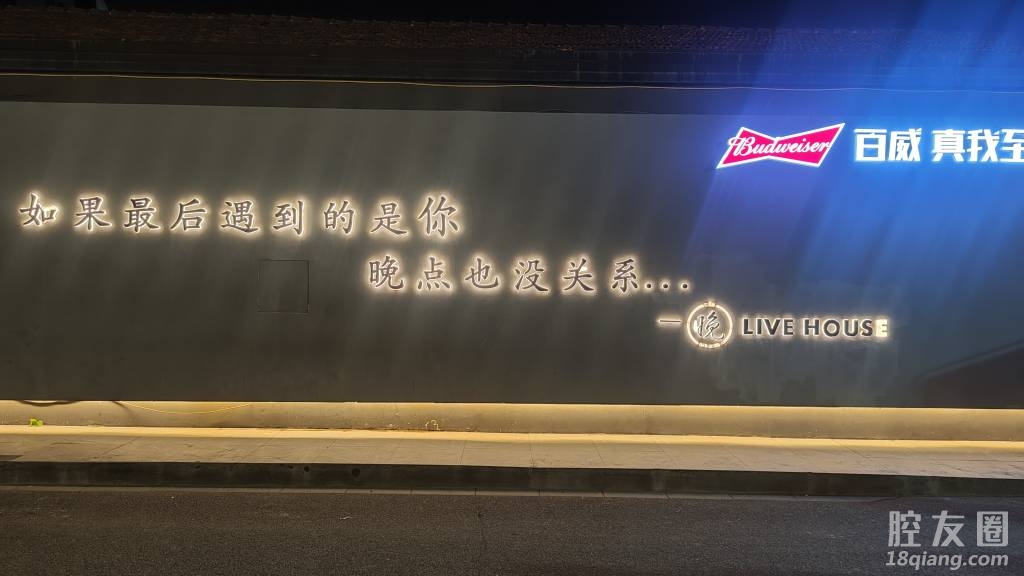 Budweiser 百威 真我至
如果最后遇到的是你
晚点也没关系...
—晚 LIVE HOUSE
腔友圈
18qiang.com